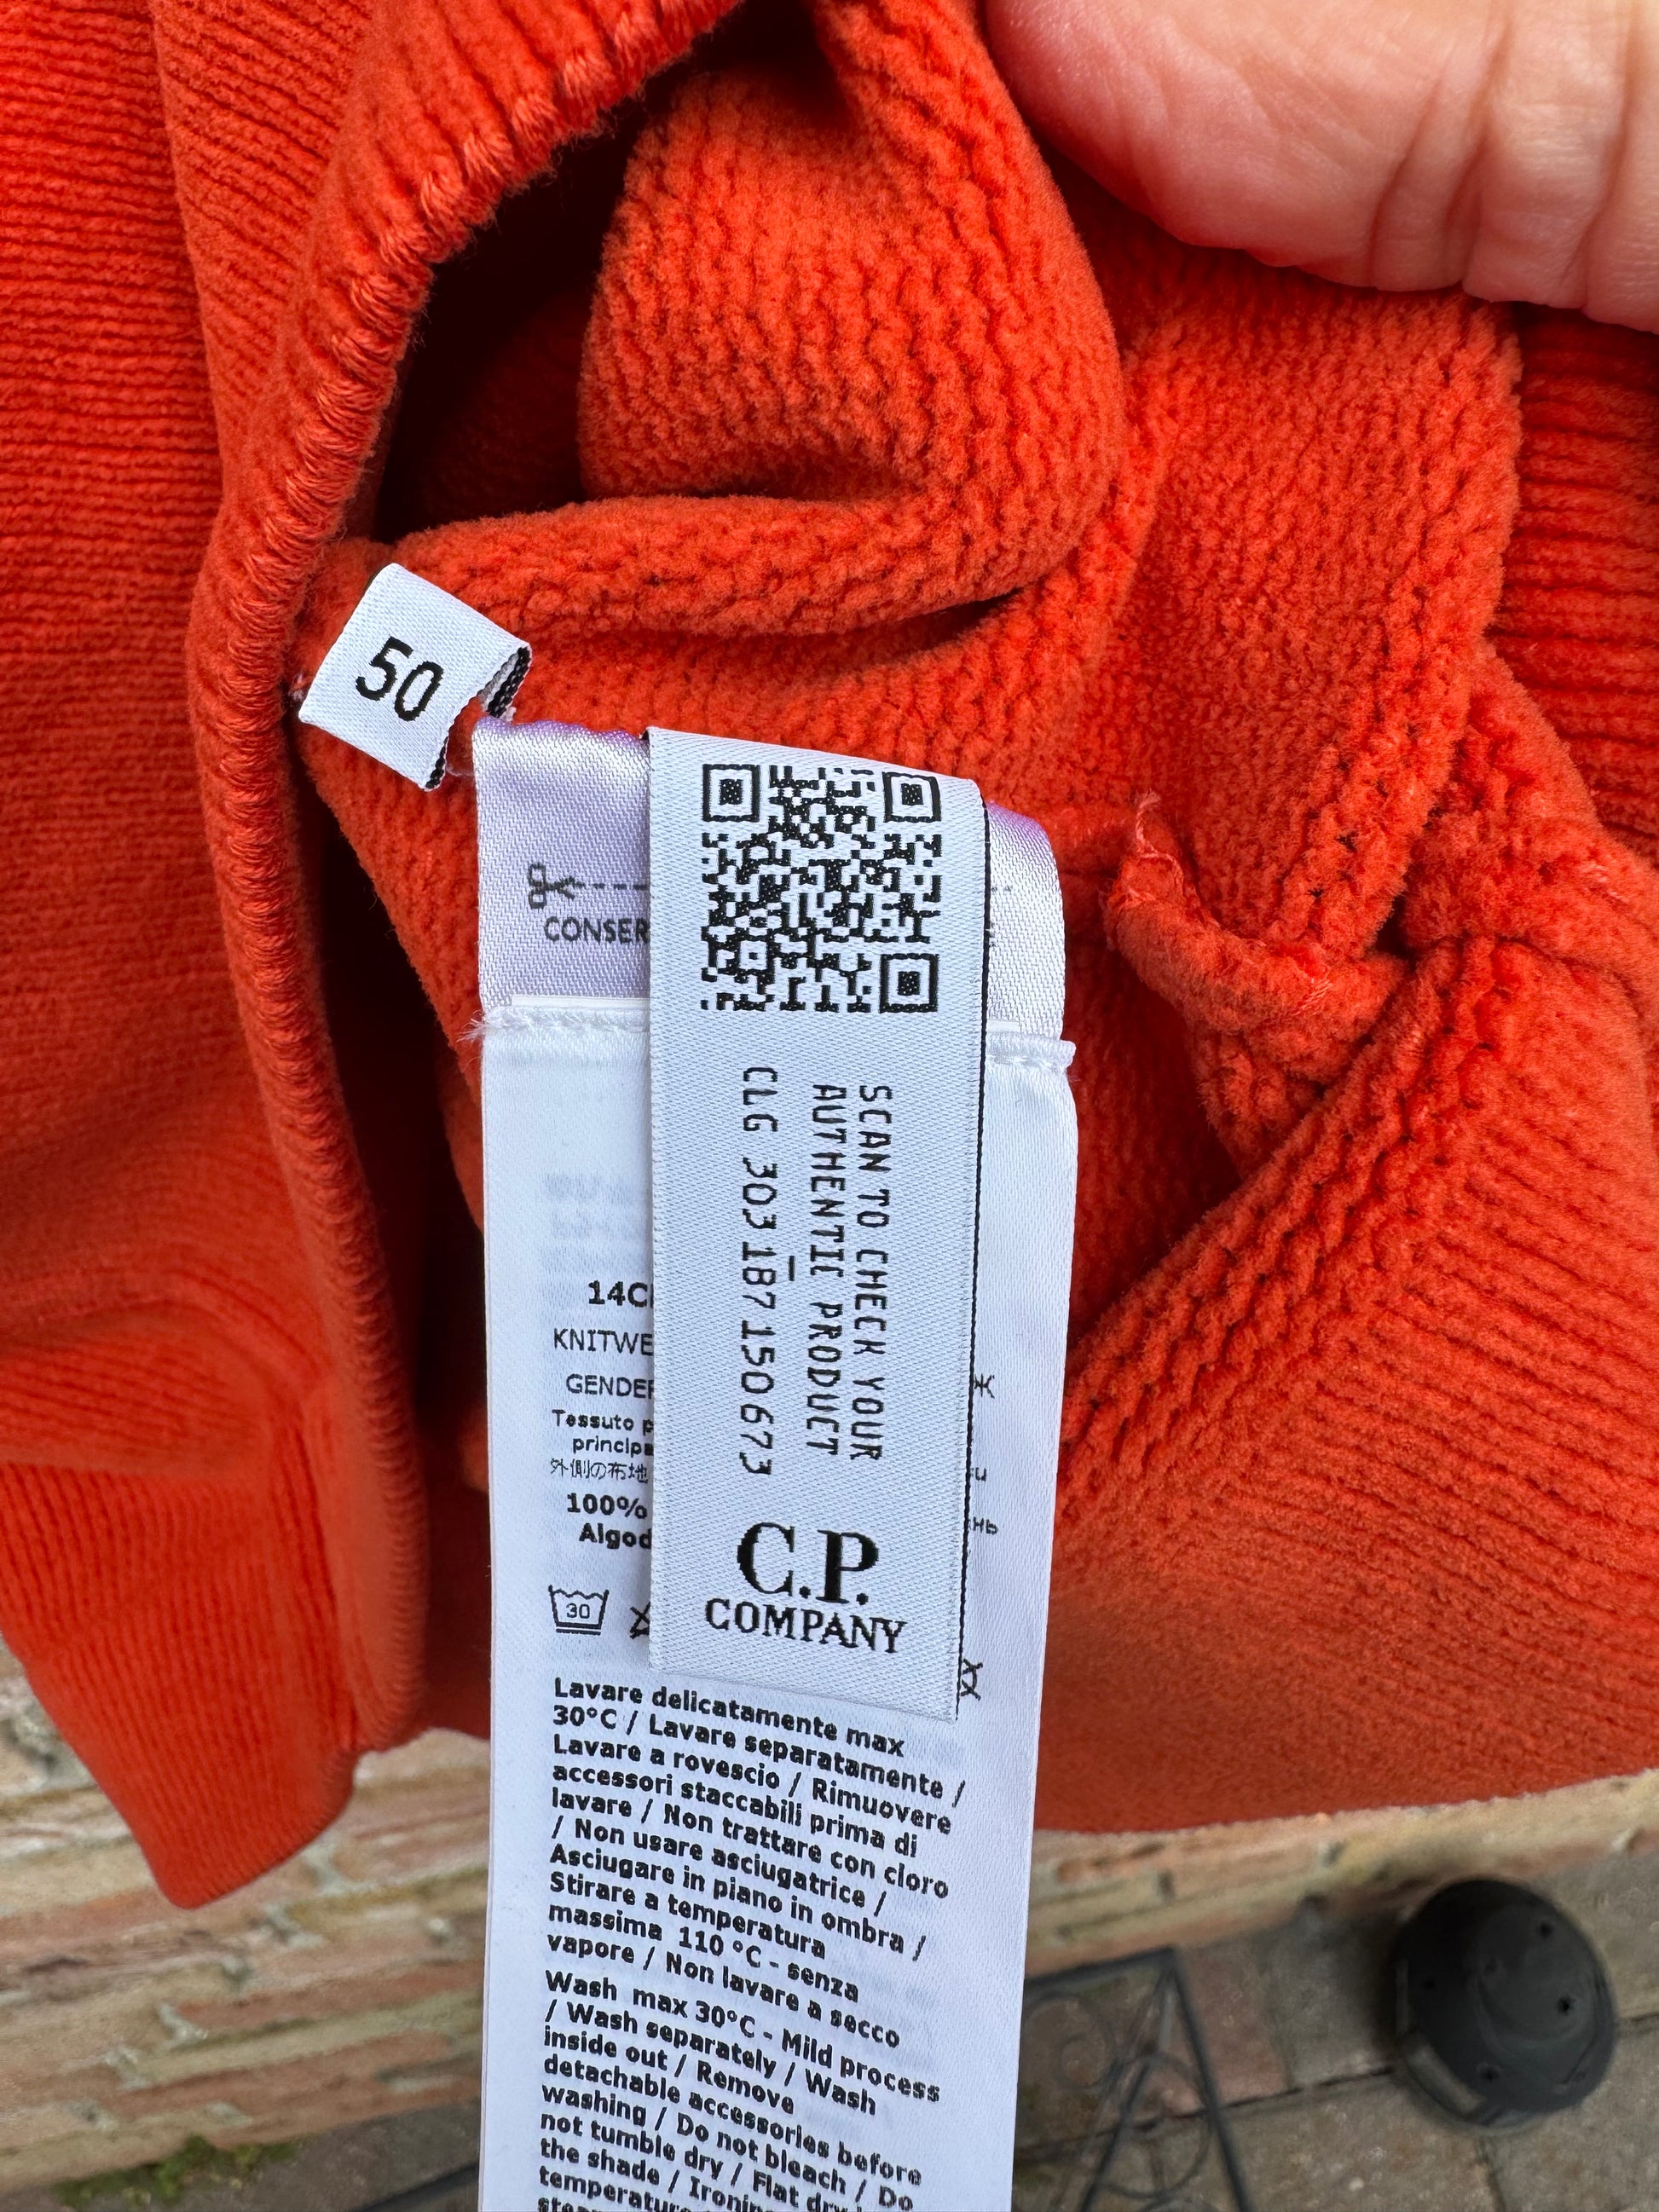 50
CONSER
SCAN TO CHECK YOUR
AUTHENTIC PRODUCT
CLG 303 187 150 673
C.P.
COMPANY
14C
KNITWE
GENDER
Tessuto p
principa
外側の布地
100%
Algod
30
Lavare delicatamente max
30°C / Lavare separatamente /
Lavare a rovescio / Rimuovere
accessori staccabili prima di
lavare / Non trattare con cloro
/ Non usare asciugatrice /
Asciugare in piano in ombra /
Stirare a temperatura
massima 110 °C - senza
vapore / Non lavare a secco
Wash max 30°C - Mild process
/ Wash separately / Wash
inside out / Remove
detachable accessories before
washing / Do not bleach / Do
not tumble dry / Flat dry
the shade / Ironing
temperature